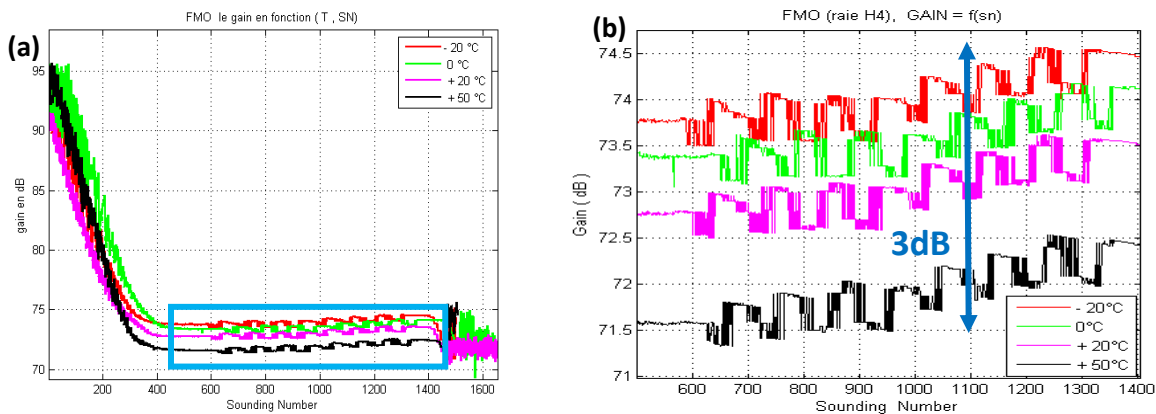 FMO le gain en fonction ( T , SN)
(a)
gain en dB
95
90
85
80
75
70
200
400
600
800
1000
1200
1400
1600
Sounding Number
- 20 °C
0 °C
+ 20 °C
+ 50 °C
(b)
FMO (raie H4), GAIN = f(sn)
Gain ( dB )
74.5
74
73.5
73
72.5
72
71.5
71
600
700
800
900
1000
1100
1200
1300
1400
Sounding Number
3dB
- 20°C
0°C
+ 20°C
+ 50°C